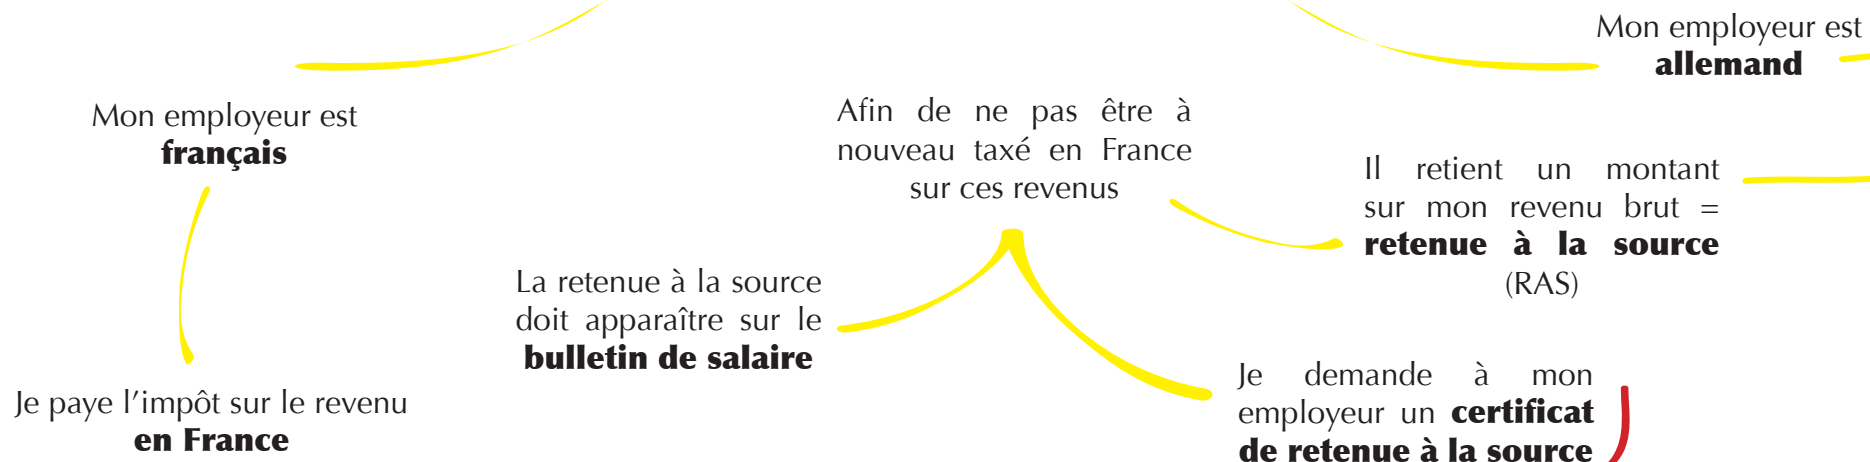 Mon employeur est
allemand
Mon employeur est
français
Afin de ne pas être à
nouveau taxé en France
sur ces revenus
Il retient un montant
sur mon revenu brut =
retenue à la source
(RAS)
La retenue à la source
doit apparaître sur le
bulletin de salaire
Je demande à mon
employeur un certificat
de retenue à la source
Je paye l’impôt sur le revenu
en France